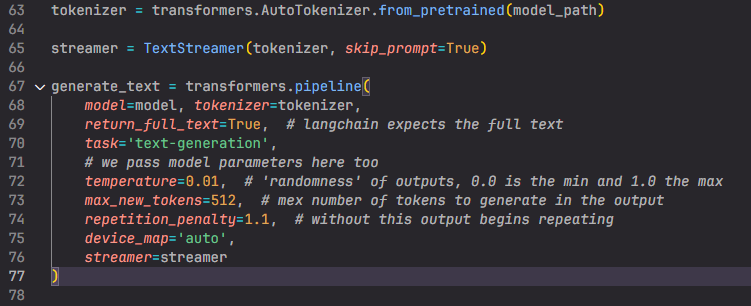 63 tokenizer = transformers.AutoTokenizer.from_pretrained(model_path)
64
65 streamer = TextStreamer(tokenizer, skip_prompt=True)
66
67 generate_text = transformers.pipeline(
68     model=model, tokenizer=tokenizer,
69     return_full_text=True,  # langchain expects the full text
70     task='text-generation',
71     # we pass model parameters here too
72     temperature=0.01,  # 'randomness' of outputs, 0.0 is the min and 1.0 the max
73     max_new_tokens=512,  # mex number of tokens to generate in the output
74     repetition_penalty=1.1,  # without this output begins repeating
75     device_map='auto',
76     streamer=streamer
77 )
78